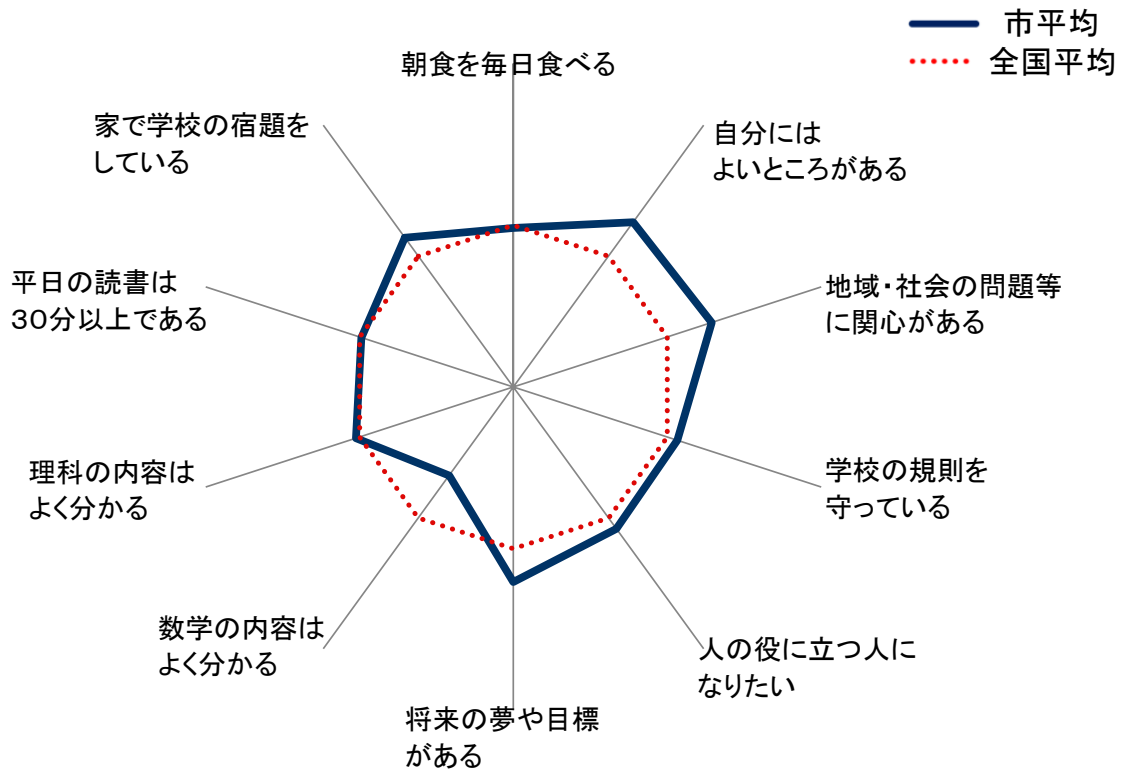 市平均
全国平均
朝食を毎日食べる
自分には
よいところがある
地域・社会の問題等
に関心がある
学校の規則を
守っている
人の役に立つ人に
なりたい
将来の夢や目標
がある
数学の内容は
よく分かる
理科の内容は
よく分かる
平日の読書は
30分以上である
家で学校の宿題を
している